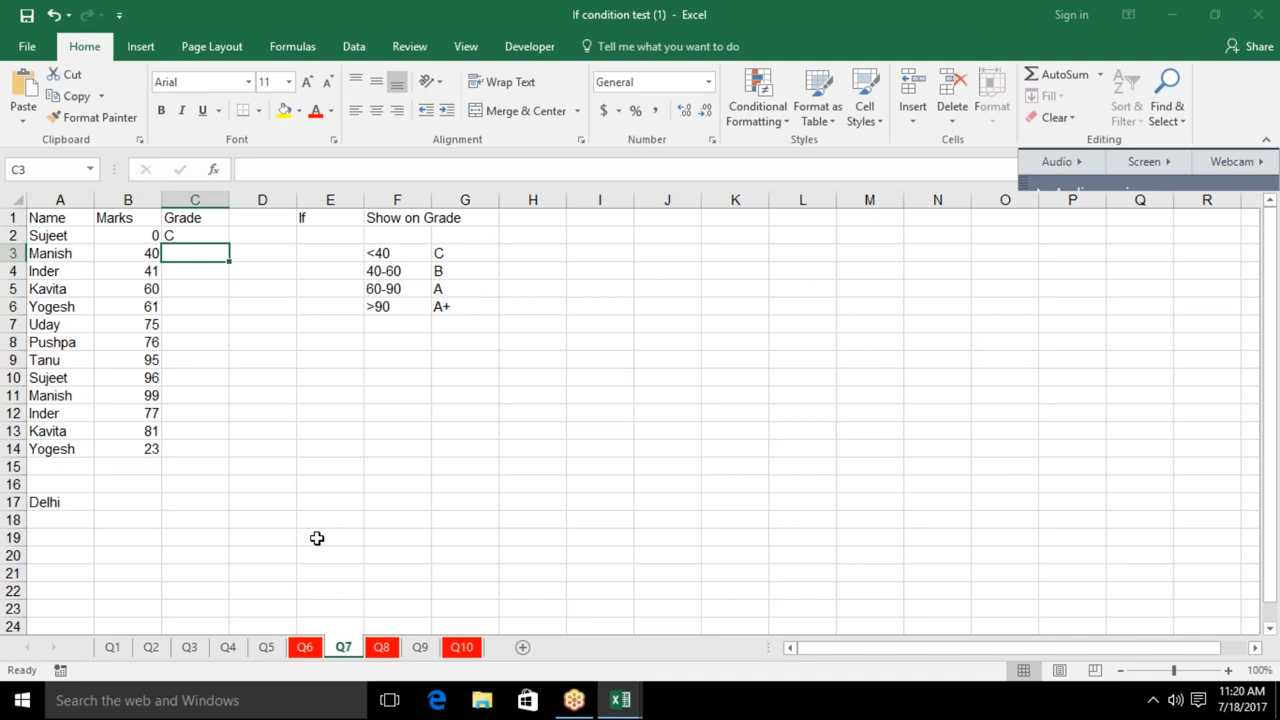 If condition test (1) - Excel
Sign in
File Home Insert Page Layout Formulas Data Review View Developer Tell me what you want to do Share
Paste Cut Copy Format Painter
Arial 11
B I U
Wrap Text
Merge & Center
General
$ % ,
Conditional Formatting Format as Table Cell Styles
Insert Delete Format
AutoSum Fill Clear
Sort & Filter Find & Select
Clipboard Font Alignment Number Styles Cells Editing
C3 fx
Audio Screen Webcam
A B C D E F G H I J K L M N O P Q R
1 Name Marks Grade If Show on Grade
2 Sujeet 0 C
3 Manish 40 <40 C
4 Inder 41 40-60 B
5 Kavita 60 60-90 A
6 Yogesh 61 >90 A+
7 Uday 75
8 Pushpa 76
9 Tanu 95
10 Sujeet 96
11 Manish 99
12 Inder 77
13 Kavita 81
14 Yogesh 23
15
16
17 Delhi
18
19
20
21
22
23
24
Q1 Q2 Q3 Q4 Q5 Q6 Q7 Q8 Q9 Q10
Ready 100%
Search the web and Windows
11:20 AM
7/18/2017